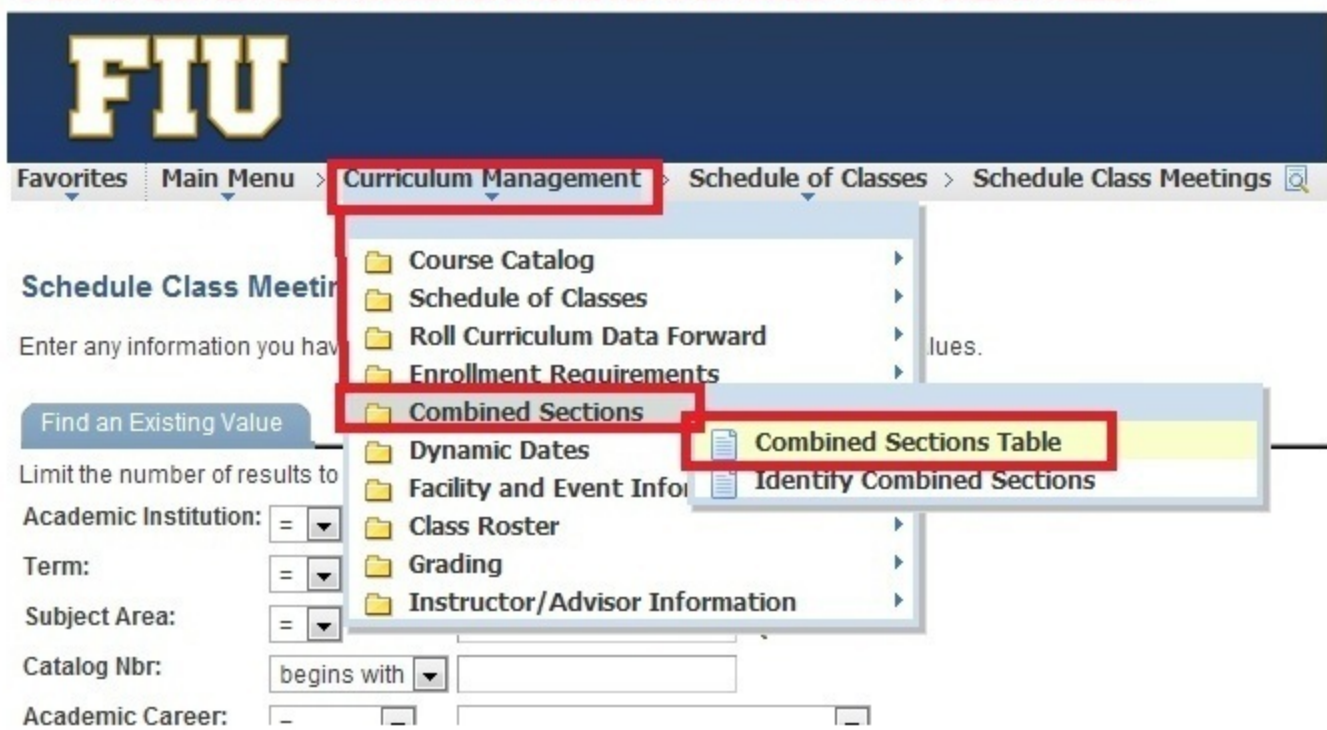 FIU
Favorites Main Menu > Curriculum Management > Schedule of Classes > Schedule Class Meetings
Course Catalog
Schedule Class Meetin
Schedule of Classes
Roll Curriculum Data Forward
Enter any information you hav lues.
Enrollment Requirements
Combined Sections
Find an Existing Value
Combined Sections Table
Dynamic Dates
Limit the number of results to
Identify Combined Sections
Facility and Event Infor
Academic Institution: =
Class Roster
Term: =
Grading
Instructor/Advisor Information
Subject Area: =
Catalog Nbr: begins with
Academic Career: =